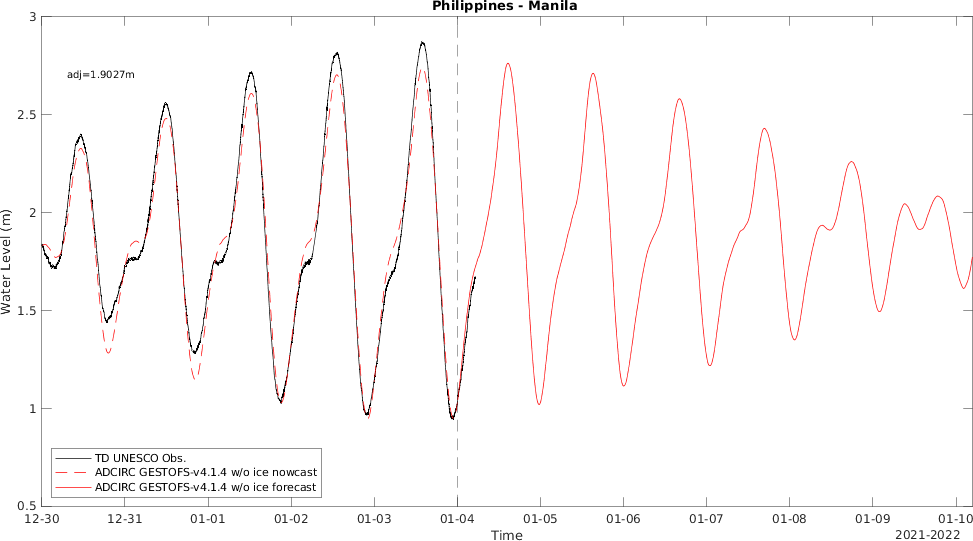 Philippines - Manila
adj=1.9027m
3
2.5
2
1.5
1
0.5
Water Level (m)
TD UNESCO Obs.
ADCIRC GESTOFS-v4.1.4 w/o ice nowcast
ADCIRC GESTOFS-v4.1.4 w/o ice forecast
12-30 12-31 01-01 01-02 01-03 01-04 01-05 01-06 01-07 01-08 01-09 01-10
Time
2021-2022